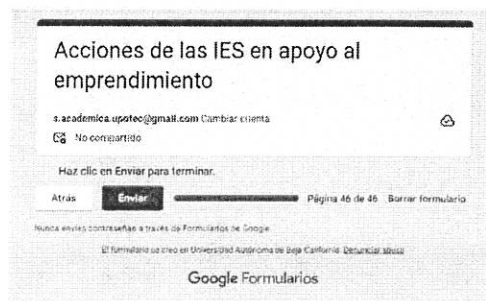 Acciones de las IES en apoyo al
emprendimiento
s.academica.upotec@gmail.com Cambiar cuenta
No compartido
Haz clic en Enviar para terminar.
Atrás Enviar Página 46 de 46 Borrar formulario
Nunca envíes contraseñas a través de Formularios de Google.
El formulario se creó en Universidad Autónoma de Baja California. Denunciar abuso
Google Formularios